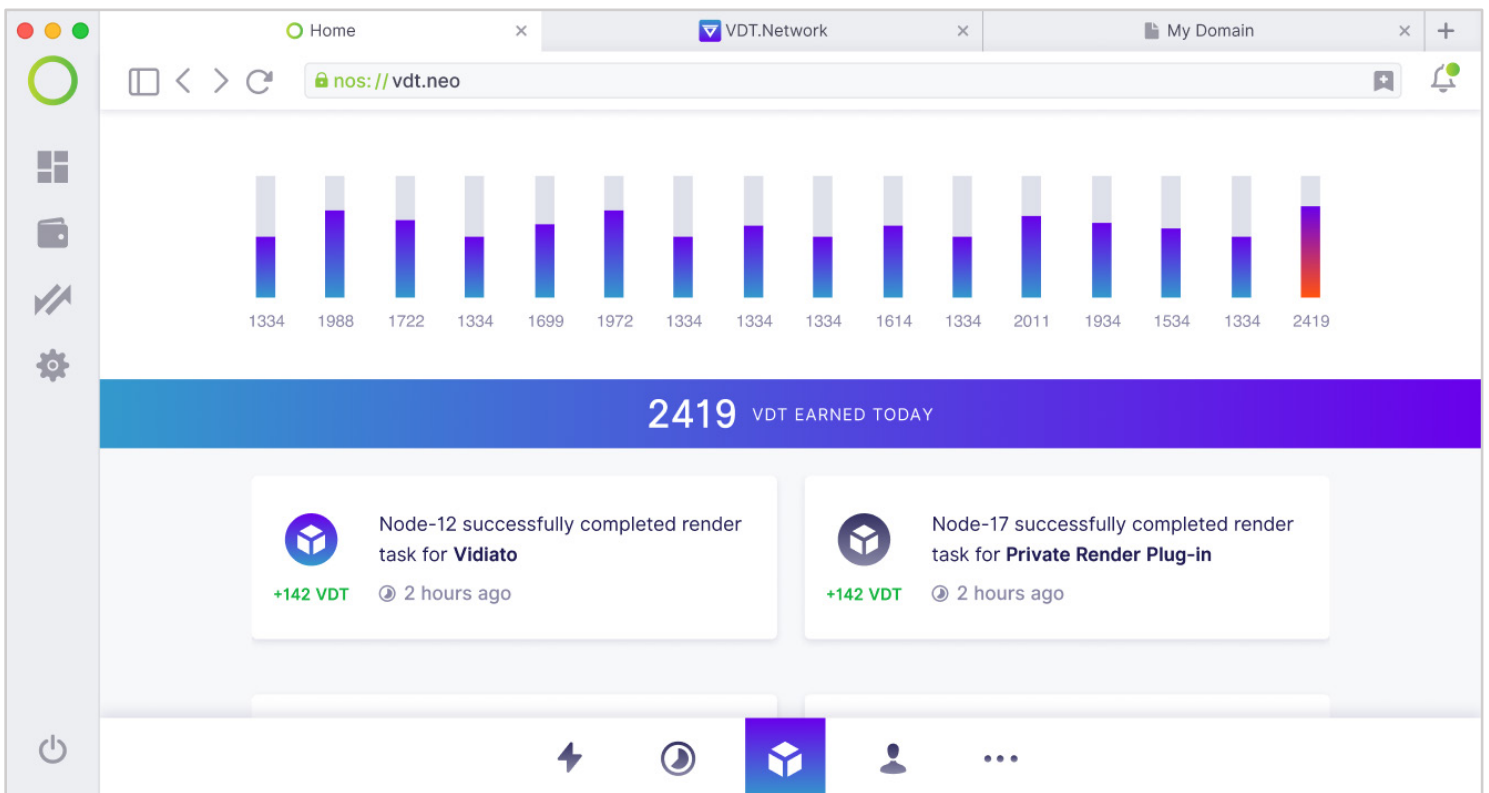 Home
VDT.Network
My Domain
nos:// vdt.neo
1334 1988 1722 1334 1699 1972 1334 1334 1334 1614 1334 2011 1934 1534 1334 2419
2419 VDT EARNED TODAY
Node-12 successfully completed render
task for Vidiato
+142 VDT 2 hours ago
Node-17 successfully completed render
task for Private Render Plug-in
+142 VDT 2 hours ago